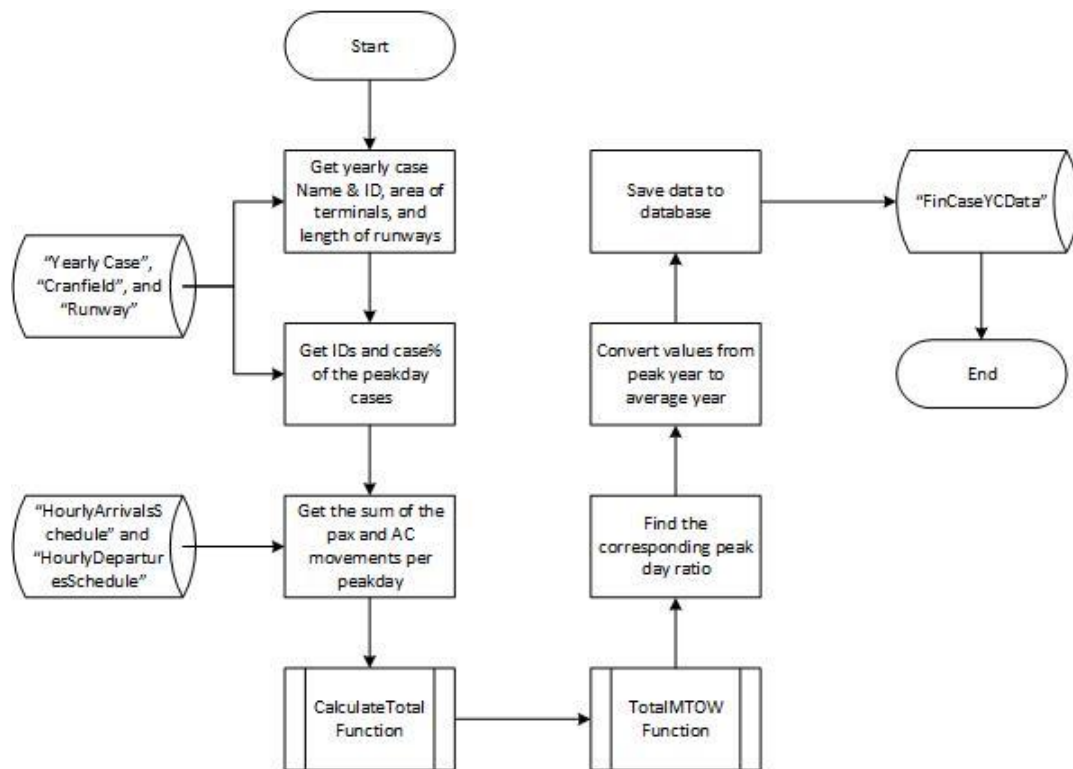 Start
Get yearly case
Name & ID, area of
terminals, and
length of runways
"Yearly Case",
"Cranfield", and
"Runway"
Get IDs and case%
of the peakday
cases
"HourlyArrivalsS
chedule" and
"HourlyDepartur
esSchedule"
Get the sum of the
pax and AC
movements per
peakday
CalculateTotal
Function
TotalMTOW
Function
Find the
corresponding peak
day ratio
Convert values from
peak year to
average year
Save data to
database
"FinCaseYCData"
End